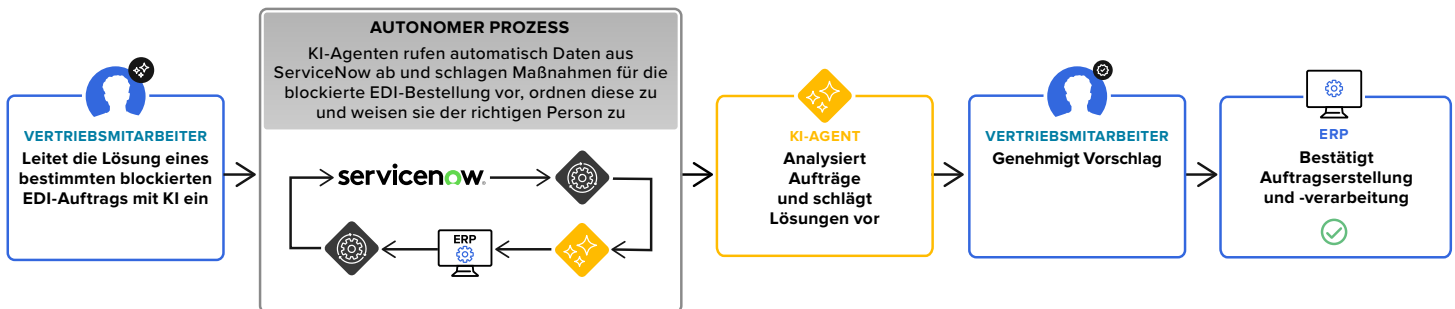 VERTRIEBSMITARBEITER
Leitet die Lösung eines
bestimmten blockierten
EDI-Auftrags mit KI ein
AUTONOMER PROZESS
KI-Agenten rufen automatisch Daten aus
ServiceNow ab und schlagen Maßnahmen für die
blockierte EDI-Bestellung vor, ordnen diese zu
und weisen sie der richtigen Person zu
servicenow
ERP
KI-AGENT
Analysiert
Aufträge
und schlägt
Lösungen vor
VERTRIEBSMITARBEITER
Genehmigt Vorschlag
ERP
Bestätigt
Auftragserstellung
und -verarbeitung